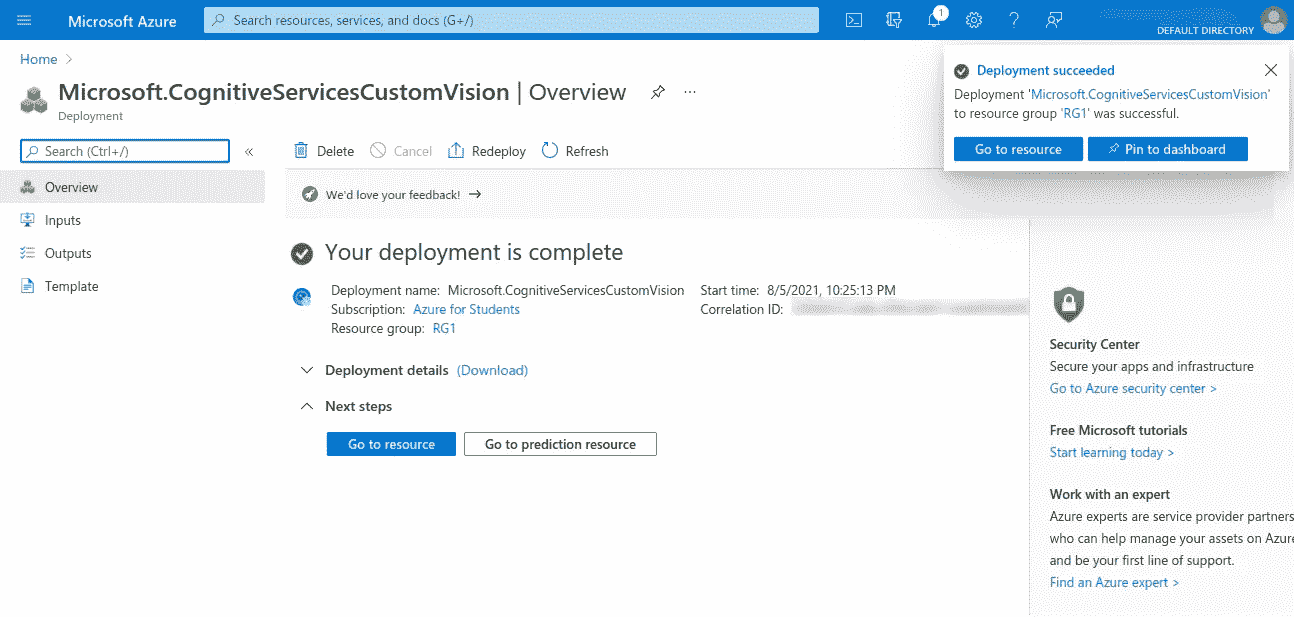 Microsoft Azure
Search resources, services, and docs (G+/)
1
DEFAULT DIRECTORY
Home
Microsoft.CognitiveServicesCustomVision | Overview
Deployment
Search (Ctrl+/)
Overview
Inputs
Outputs
Template
Delete
Cancel
Redeploy
Refresh
We'd love your feedback! →
Your deployment is complete
Deployment name: Microsoft.CognitiveServicesCustomVision
Subscription: Azure for Students
Resource group: RG1
Start time: 8/5/2021, 10:25:13 PM
Correlation ID:
Deployment details (Download)
Next steps
Go to resource
Go to prediction resource
Deployment succeeded
Deployment 'Microsoft.CognitiveServicesCustomVision'
to resource group 'RG1' was successful.
Go to resource
Pin to dashboard
Security Center
Secure your apps and infrastructure
Go to Azure security center >
Free Microsoft tutorials
Start learning today >
Work with an expert
Azure experts are service provider partners
who can help manage your assets on Azure
and be your first line of support.
Find an Azure expert >